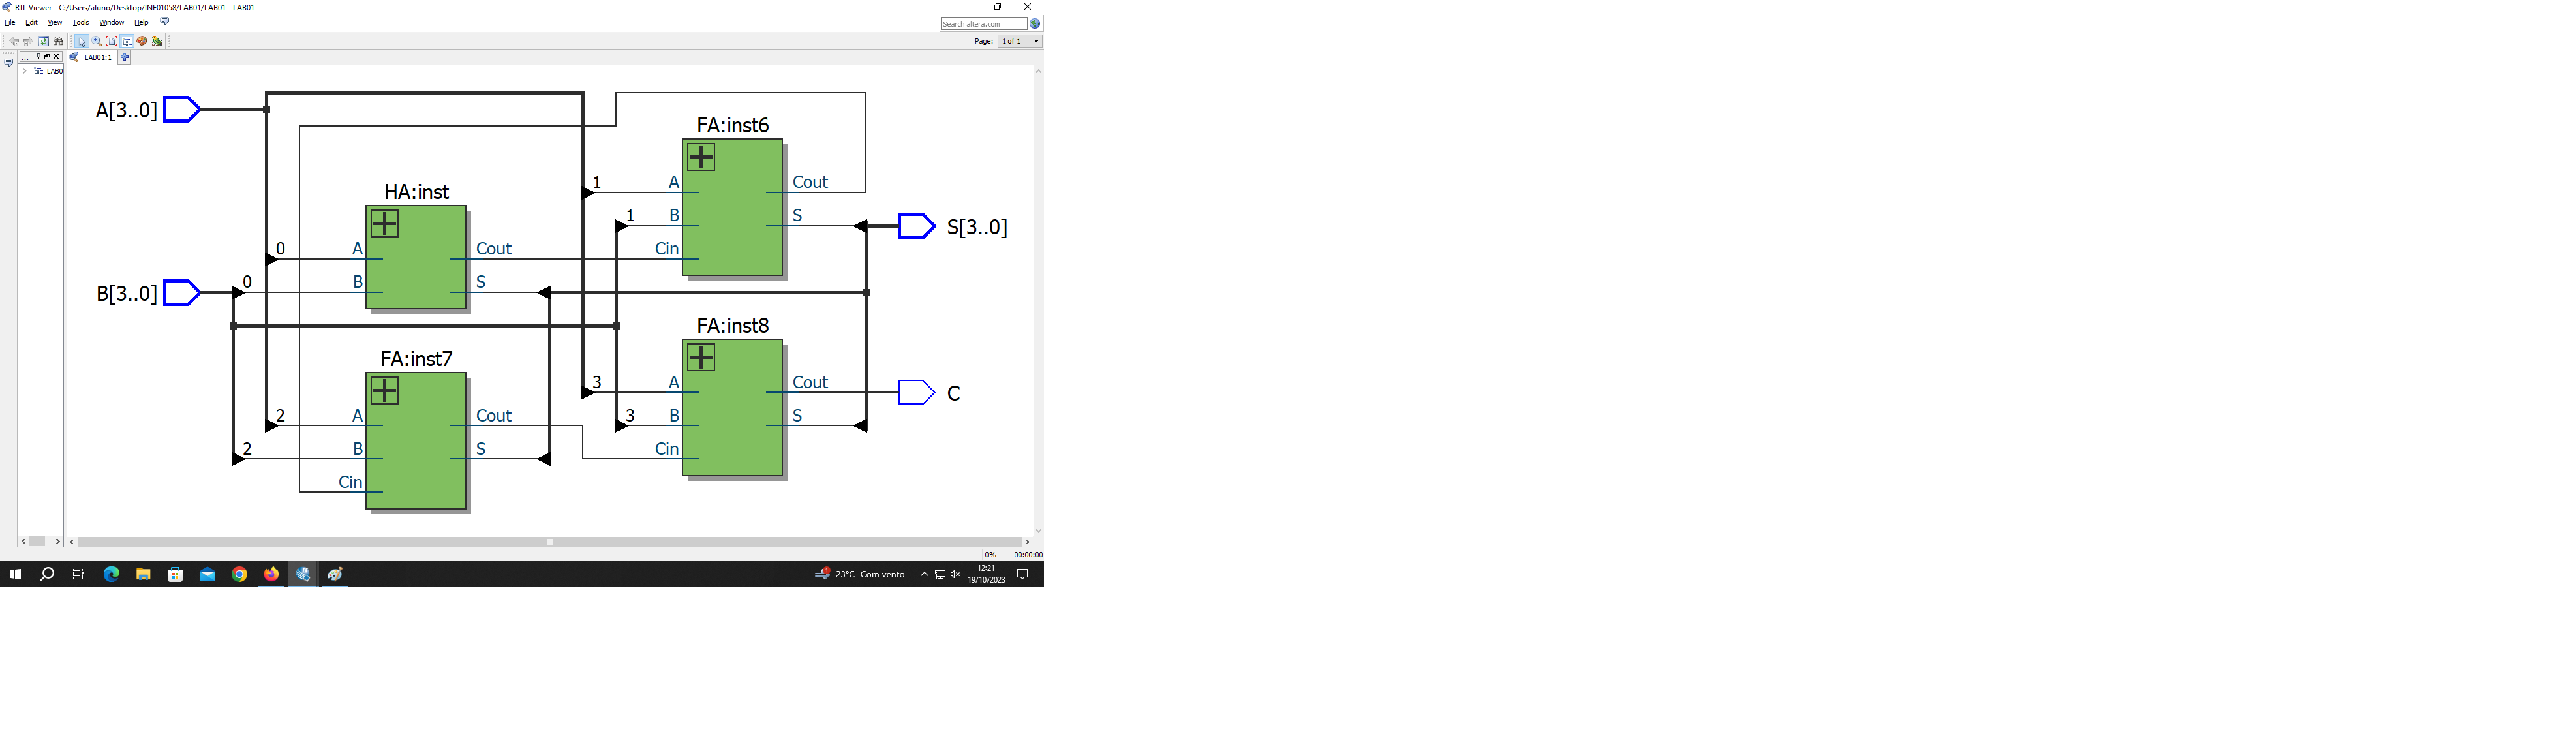 RTL Viewer - C:/Users/aluno/Desktop/INF01058/LAB01/LAB01 - LAB01
File Edit View Tools Window Help
Search altera.com
Page: 1 of 1
...
LAB01:1
LAB0
A[3..0]
FA:inst6
1 A Cout
HA:inst
1 B S
S[3..0]
0 A Cout
Cin
0 B S
B[3..0]
FA:inst8
FA:inst7
3 A Cout
C
2 A Cout
3 B S
2 B S
Cin
Cin
0% 00:00:00
23°C Com vento
12:21
19/10/2023